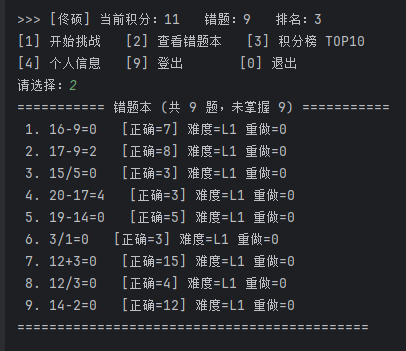 >>> [佟硕] 当前积分：11 错题：9 排名：3
[1] 开始挑战 [2] 查看错题本 [3] 积分榜 TOP10
[4] 个人信息 [9] 登出 [0] 退出
请选择：2
=========== 错题本 (共 9 题，未掌握 9) ===========
1. 16-9=0 [正确=7] 难度=L1 重做=0
2. 17-9=2 [正确=8] 难度=L1 重做=0
3. 15/5=0 [正确=3] 难度=L1 重做=0
4. 20-17=4 [正确=3] 难度=L1 重做=0
5. 19-14=0 [正确=5] 难度=L1 重做=0
6. 3/1=0 [正确=3] 难度=L1 重做=0
7. 12+3=0 [正确=15] 难度=L1 重做=0
8. 12/3=0 [正确=4] 难度=L1 重做=0
9. 14-2=0 [正确=12] 难度=L1 重做=0
=============================================